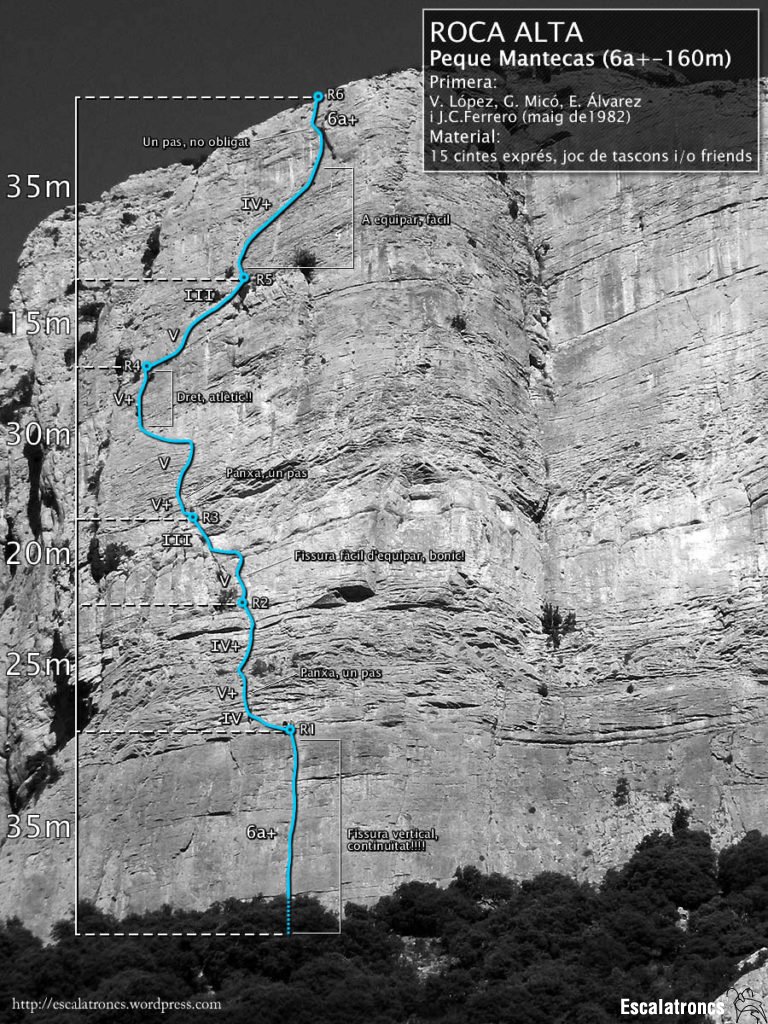 ROCA ALTA
Peque Mantecas (6a+-160m)
Primera:
V. López, G. Micó, E. Álvarez
i J.C.Ferrero (maig de1982)
Material:
15 cintes exprés, joc de tascons i/o friends
R6
6a+
Un pas, no obligat
35m
IV+
A equipar, fàcil
R5
III
15m
V
R4
V+
Dret, atlètic!!
30m
V
Panxa, un pas
V+
R3
III
20m
Fissura fàcil d'equipar, bonic!
V
R2
IV+
25m
Panxa, un pas
V+
IV
R1
35m
6a+
Fissura vertical,
continuïtat!!!!
http://escalatroncs.wordpress.com
Escalatroncs